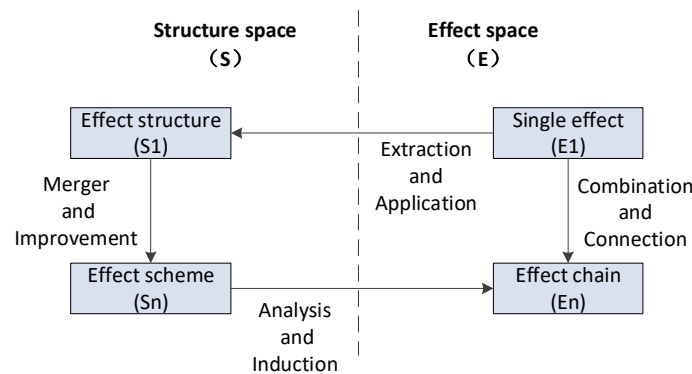 Structure space
（S）
Effect space
（E）
Effect structure
(S1)
Single effect
(E1)
Extraction
and
Application
Merger
and
Improvement
Combination
and
Connection
Effect scheme
(Sn)
Effect chain
(En)
Analysis
and
Induction